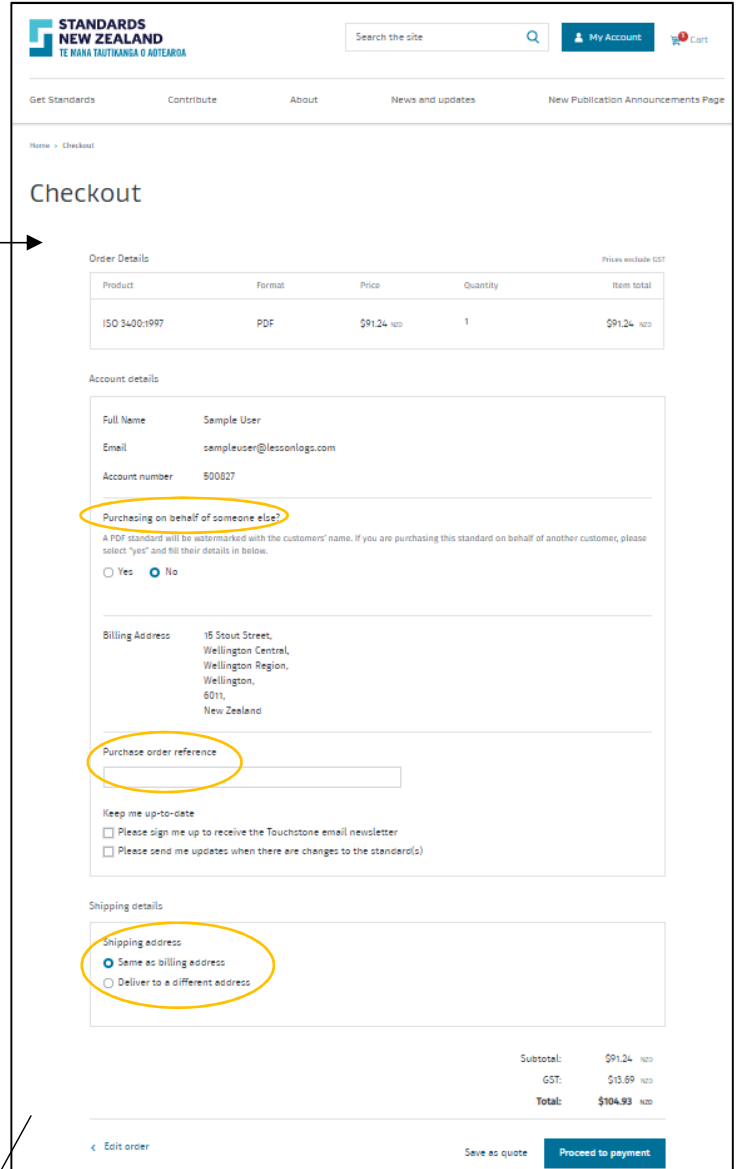 STANDARDS
NEW ZEALAND
TE MANA TAUTIKANGA O AOTEAROA
Search the site
My Account
Cart
Get Standards Contribute About News and updates New Publication Announcements Page
Home > Checkout
Checkout
Order Details Prices exclude GST
Product Format Price Quantity Item total
ISO 3400:1997 PDF $91.24 NZD 1 $91.24 NZD
Account details
Full Name Sample User
Email sampleuser@lessonlogs.com
Account number 500827
Purchasing on behalf of someone else?
A PDF standard will be watermarked with the customers' name. If you are purchasing this standard on behalf of another customer, please
select "yes" and fill their details in below.
Yes No
Billing Address 15 Stout Street,
Wellington Central,
Wellington Region,
Wellington,
6011,
New Zealand
Purchase order reference
Keep me up-to-date
Please sign me up to receive the Touchstone email newsletter
Please send me updates when there are changes to the standard(s)
Shipping details
Shipping address
Same as billing address
Deliver to a different address
Subtotal: $91.24 NZD
GST: $13.69 NZD
Total: $104.93 NZD
< Edit order Save as quote Proceed to payment